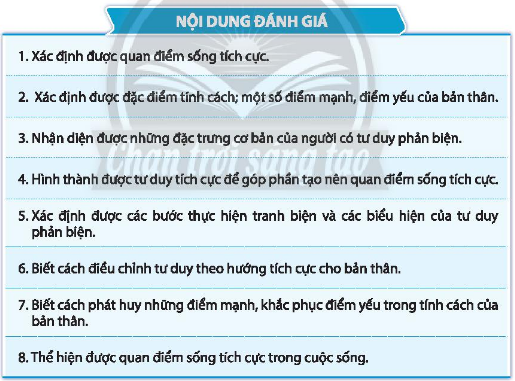 NỘI DUNG ĐÁNH GIÁ
1. Xác định được quan điểm sống tích cực.
2. Xác định được đặc điểm tính cách; một số điểm mạnh, điểm yếu của bản thân.
3. Nhận diện được những đặc trưng cơ bản của người có tư duy phản biện.
Chân trời sáng tạo
4. Hình thành được tư duy tích cực để góp phần tạo nên quan điểm sống tích cực.
5. Xác định được các bước thực hiện tranh biện và các biểu hiện của tư duy
phản biện.
6. Biết cách điều chỉnh tư duy theo hướng tích cực cho bản thân.
7. Biết cách phát huy những điểm mạnh, khắc phục điểm yếu trong tính cách của
bản thân.
8. Thể hiện được quan điểm sống tích cực trong cuộc sống.